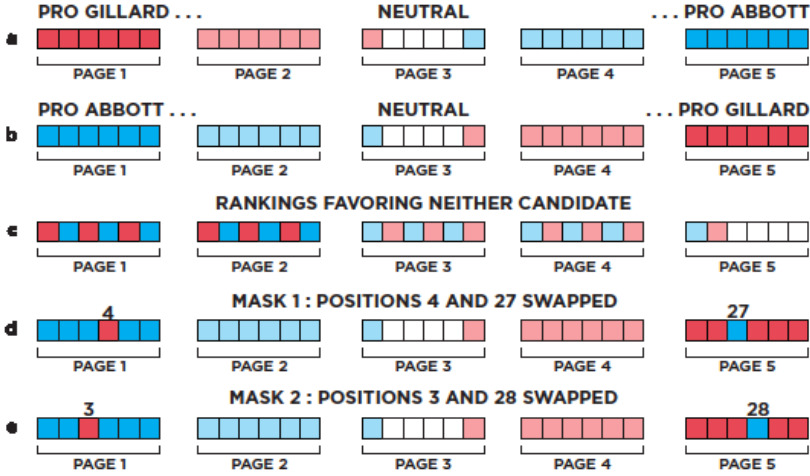 PRO GILLARD . . . NEUTRAL . . . PRO ABBOTT
a
PAGE 1 PAGE 2 PAGE 3 PAGE 4 PAGE 5
PRO ABBOTT . . . NEUTRAL . . . PRO GILLARD
b
PAGE 1 PAGE 2 PAGE 3 PAGE 4 PAGE 5
RANKINGS FAVORING NEITHER CANDIDATE
c
PAGE 1 PAGE 2 PAGE 3 PAGE 4 PAGE 5
MASK 1 : POSITIONS 4 AND 27 SWAPPED
4 27
d
PAGE 1 PAGE 2 PAGE 3 PAGE 4 PAGE 5
MASK 2 : POSITIONS 3 AND 28 SWAPPED
3 28
e
PAGE 1 PAGE 2 PAGE 3 PAGE 4 PAGE 5